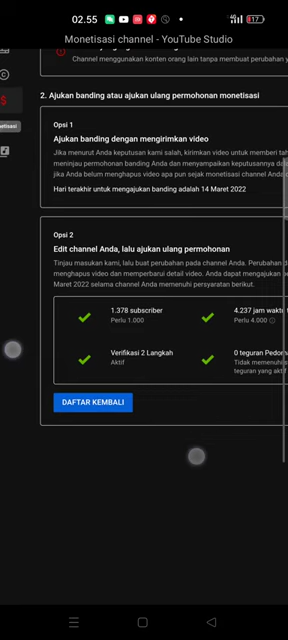 02.55
17
Monetisasi channel - YouTube Studio
Channel menggunakan konten orang lain tanpa membuat perubahan y
2. Ajukan banding atau ajukan ulang permohonan monetisasi
netisasi
Opsi 1
Ajukan banding dengan mengirimkan video
Jika menurut Anda keputusan kami salah, kirimkan video untuk memberi tah
meninjau permohonan banding Anda dan menyampaikan keputusannya da
jika Anda belum menghapus video apa pun sejak monetisasi channel Anda
Hari terakhir untuk mengajukan banding adalah 14 Maret 2022
Opsi 2
Edit channel Anda, lalu ajukan ulang permohonan
Tinjau masukan kami, lalu buat perubahan pada channel Anda. Perubahan d
menghapus video dan memperbarui detail video. Anda dapat mengajukan
Maret 2022 selama channel Anda memenuhi persyaratan berikut.
1.378 subscriber
Perlu 1.000
4.237 jam waktu
Perlu 4.000
Verifikasi 2 Langkah
Aktif
0 teguran Pedom
Tidak memenuhi
teguran yang aktif
DAFTAR KEMBALI